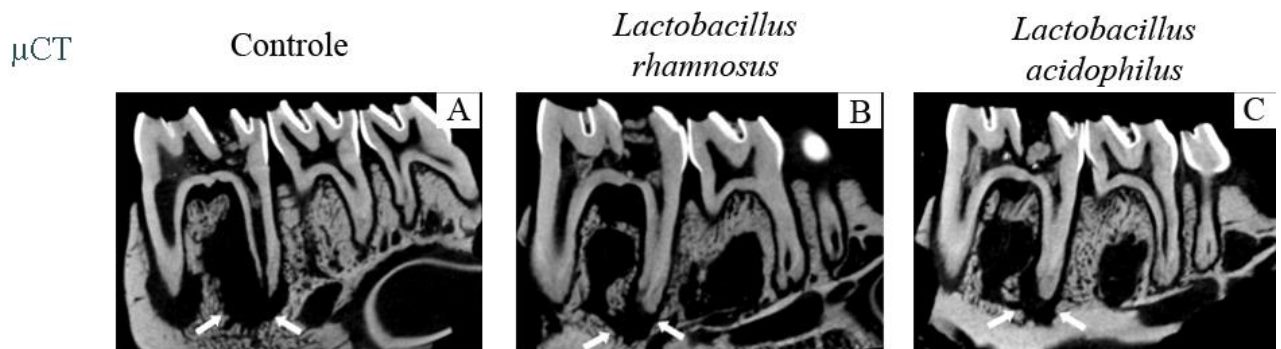 μCT
Controle
Lactobacillus
rhamnosus
Lactobacillus
acidophilus
A
B
C